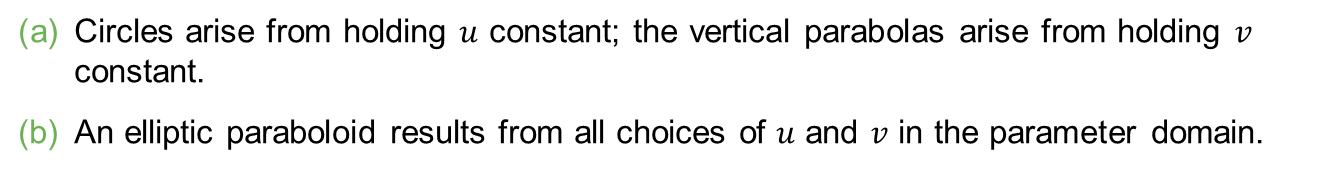 (a) Circles arise from holding u constant; the vertical parabolas arise from holding v
constant.
(b) An elliptic paraboloid results from all choices of u and v in the parameter domain.